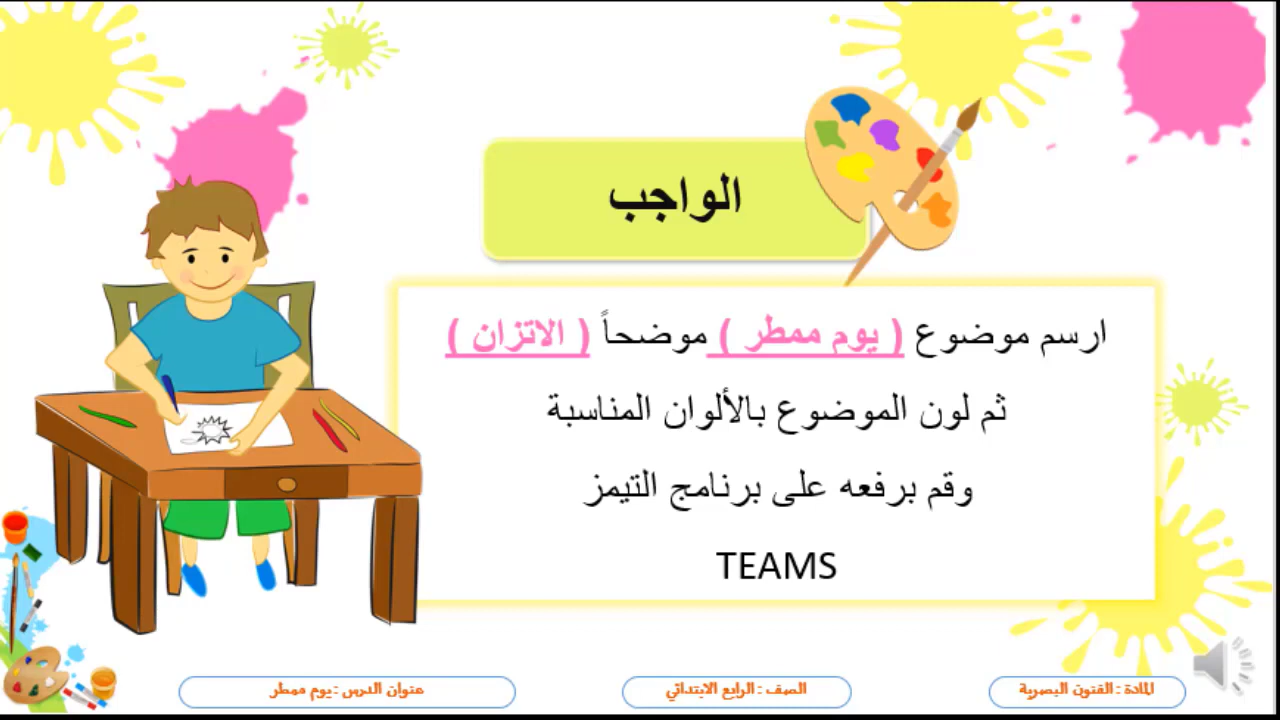 الواجب
ارسم موضوع ( يوم ممطر ) موضحاً ( الاتزان )
ثم لون الموضوع بالألوان المناسبة
وقم برفعه على برنامج التيمز
TEAMS
المادة : الفنون البصرية
الصف : الرابع الابتدائي
عنوان الدرس : يوم ممطر